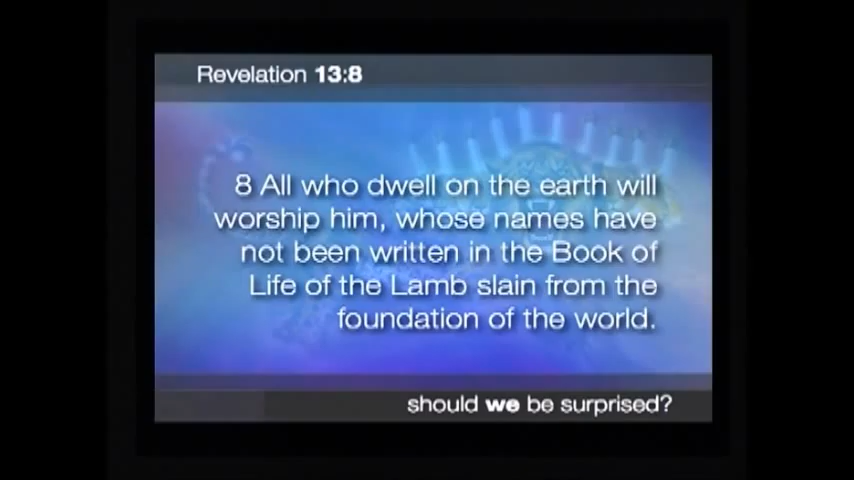 Revelation 13:8
8 All who dwell on the earth will
worship him, whose names have
not been written in the Book of
Life of the Lamb slain from the
foundation of the world.
should we be surprised?